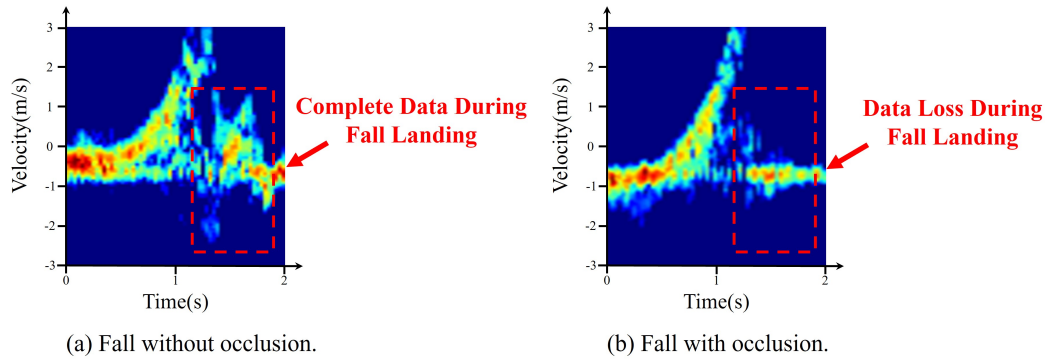 3
2
1
0
-1
-2
-3
Velocity(m/s)
0
1
2
Time(s)
Complete Data During
Fall Landing
(a) Fall without occlusion.
3
2
1
0
-1
-2
-3
Velocity(m/s)
0
1
2
Time(s)
Data Loss During
Fall Landing
(b) Fall with occlusion.